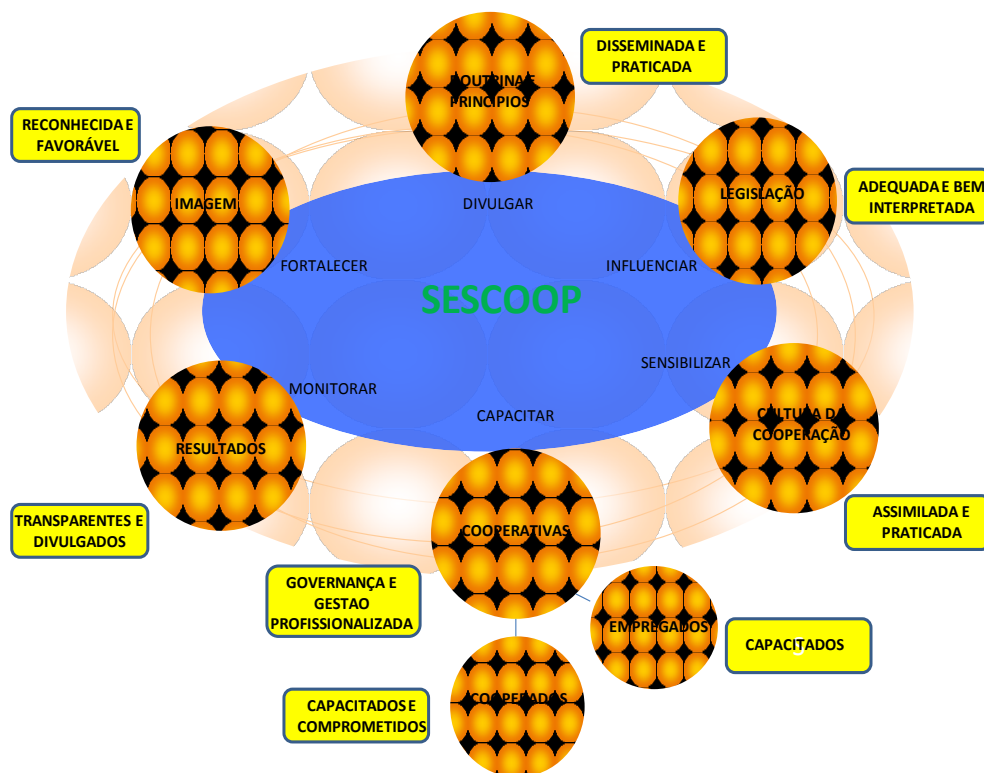 DISSEMINADA E
PRATICADA
DOUTRINA E
PRINCIPIOS
RECONHECIDA E
FAVORÁVEL
IMAGEM
LEGISLAÇÃO
ADEQUADA E BEM
INTERPRETADA
DIVULGAR
FORTALECER
INFLUENCIAR
SESCOOP
SENSIBILIZAR
MONITORAR
CAPACITAR
CULTURA DA
COOPERAÇÃO
RESULTADOS
TRANSPARENTES E
DIVULGADOS
COOPERATIVAS
ASSIMILADA E
PRATICADA
GOVERNANÇA E
GESTAO
PROFISSIONALIZADA
EMPREGADOS
CAPACITADOS
COOPERADOS
CAPACITADOS E
COMPROMETIDOS